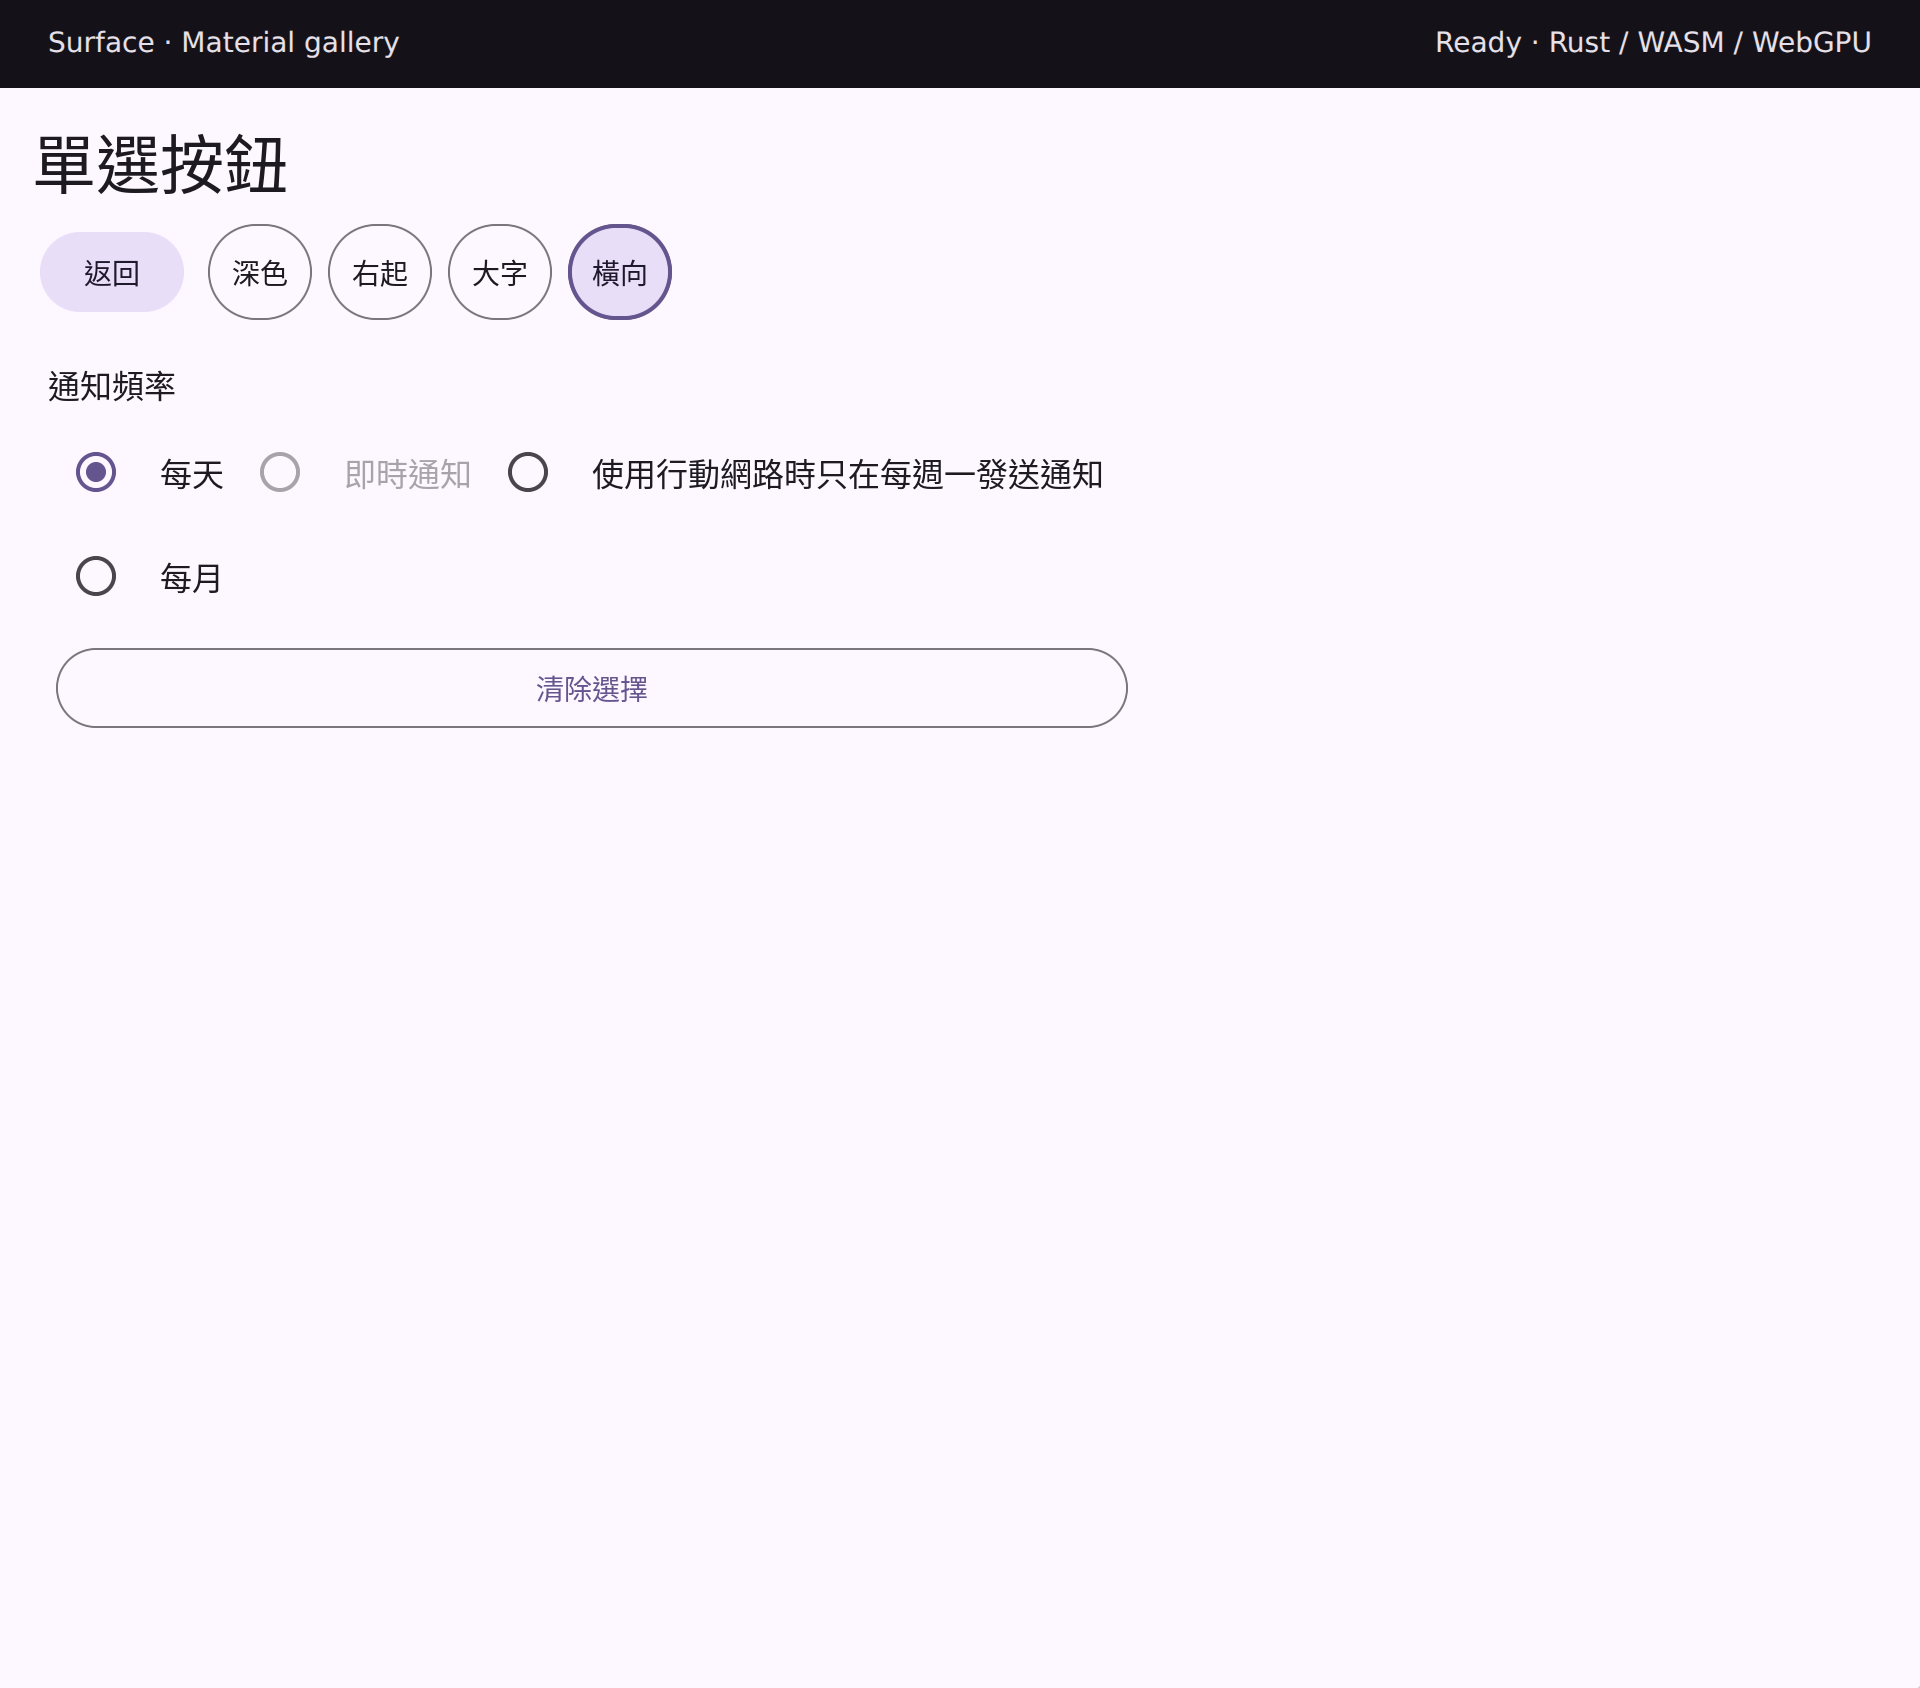 Surface · Material gallery
Ready · Rust / WASM / WebGPU
單選按鈕
返回 深色 右起 大字 橫向
通知頻率
每天 即時通知 使用行動網路時只在每週一發送通知
每月
清除選擇